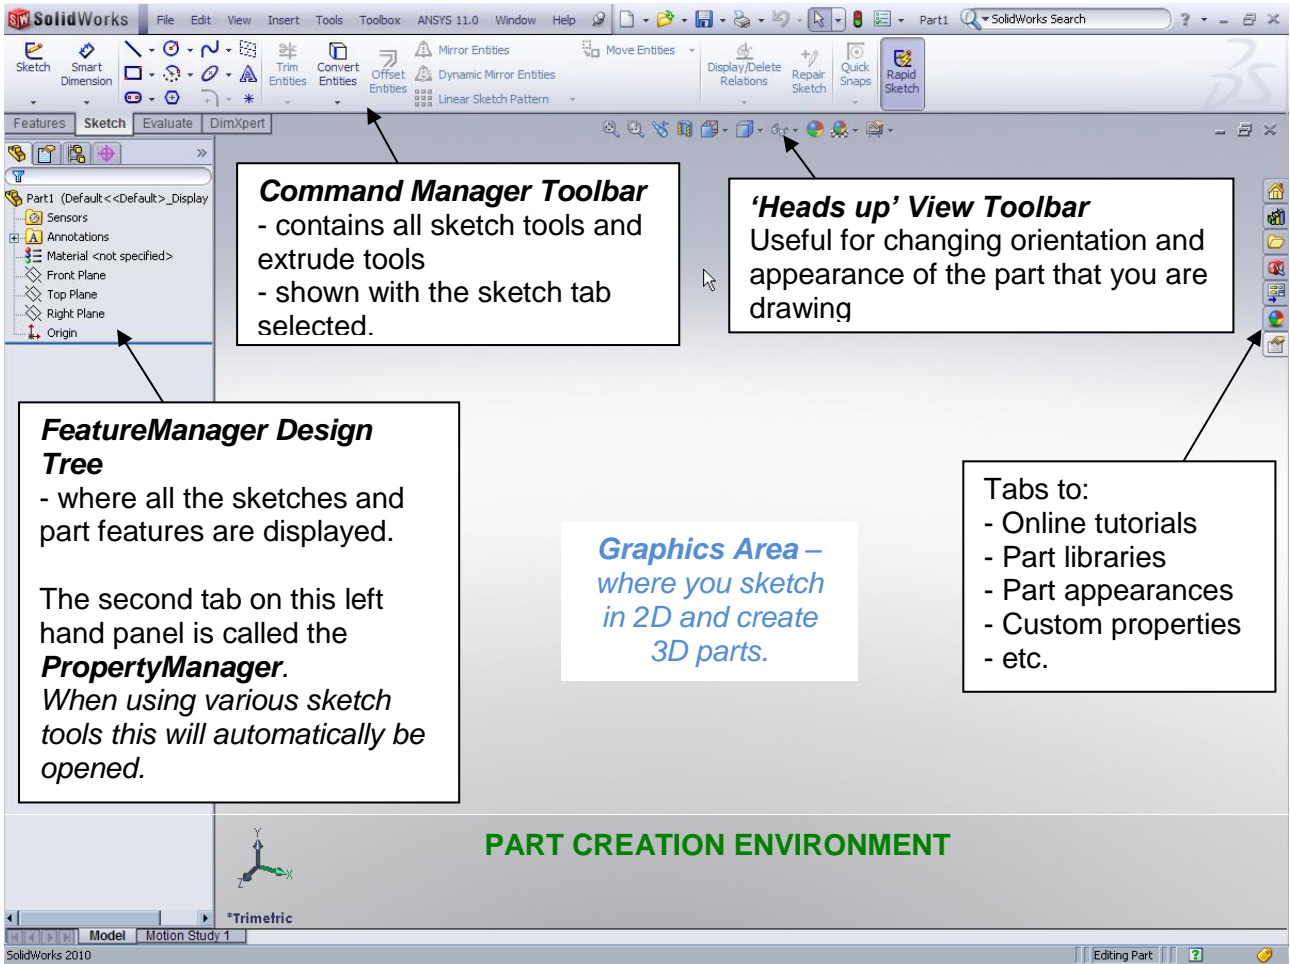 SolidWorks File Edit View Insert Tools Toolbox ANSYS 11.0 Window Help Part1 SolidWorks Search ?
Sketch Smart Dimension Trim Entities Convert Entities Offset Entities Mirror Entities Dynamic Mirror Entities Linear Sketch Pattern Move Entities Display/Delete Relations Repair Sketch Quick Snaps Rapid Sketch
Features Sketch Evaluate DimXpert
Part1 (Default<<Default>_Display
Sensors
A Annotations
Material <not specified>
Front Plane
Top Plane
Right Plane
Origin
Command Manager Toolbar
- contains all sketch tools and
extrude tools
- shown with the sketch tab
selected.
'Heads up' View Toolbar
Useful for changing orientation and
appearance of the part that you are
drawing
FeatureManager Design
Tree
- where all the sketches and
part features are displayed.
The second tab on this left
hand panel is called the
PropertyManager.
When using various sketch
tools this will automatically be
opened.
Graphics Area –
where you sketch
in 2D and create
3D parts.
Tabs to:
- Online tutorials
- Part libraries
- Part appearances
- Custom properties
- etc.
PART CREATION ENVIRONMENT
Y
X
Z
*Trimetric
Model Motion Study 1
SolidWorks 2010 Editing Part ?